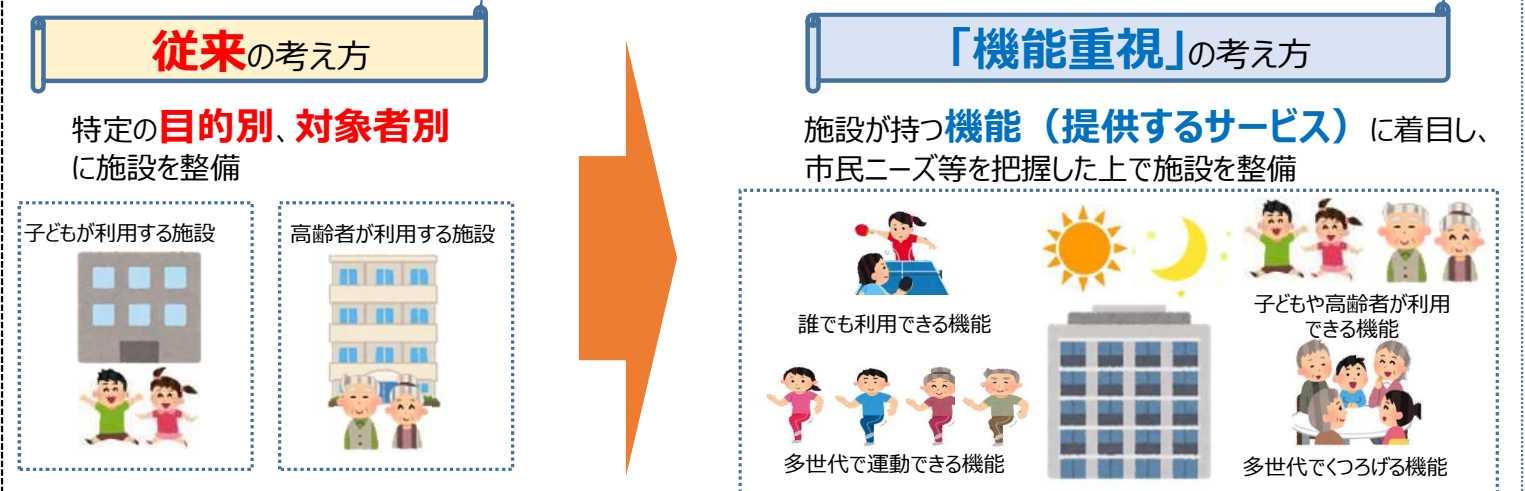 従来の考え方
特定の目的別、対象者別
に施設を整備
子どもが利用する施設
高齢者が利用する施設
「機能重視」の考え方
施設が持つ機能（提供するサービス）に着目し、
市民ニーズ等を把握した上で施設を整備
誰でも利用できる機能
子どもや高齢者が利用
できる機能
多世代で運動できる機能
多世代でくつろげる機能